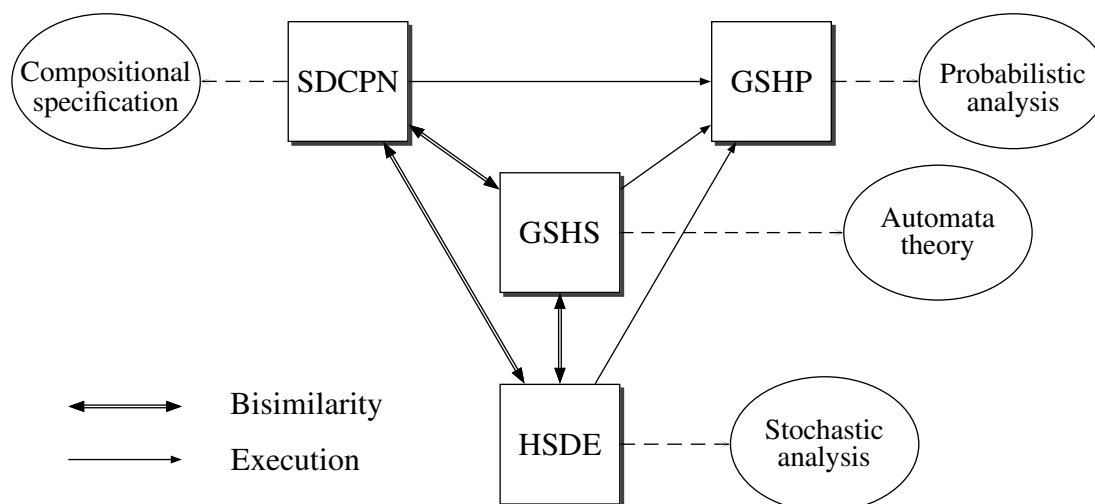 Compositional
specification
SDCPN
GSHP
Probabilistic
analysis
GSHS
Automata
theory
HSDE
Stochastic
analysis
Bisimilarity
Execution